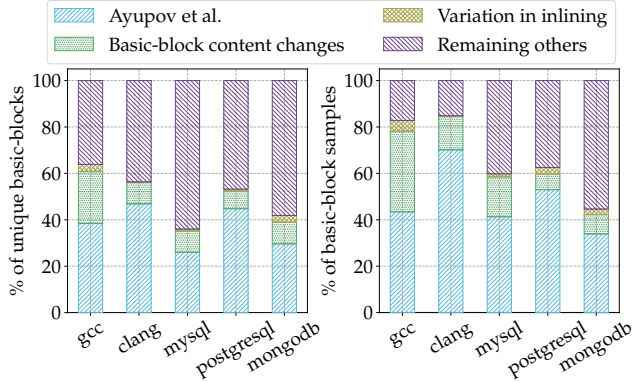 Ayupov et al.
Variation in inlining
Basic-block content changes
Remaining others
% of unique basic-blocks
100
80
60
40
20
0
gcc
clang
mysql
postgresql
mongodb
% of basic-block samples
100
80
60
40
20
0
gcc
clang
mysql
postgresql
mongodb